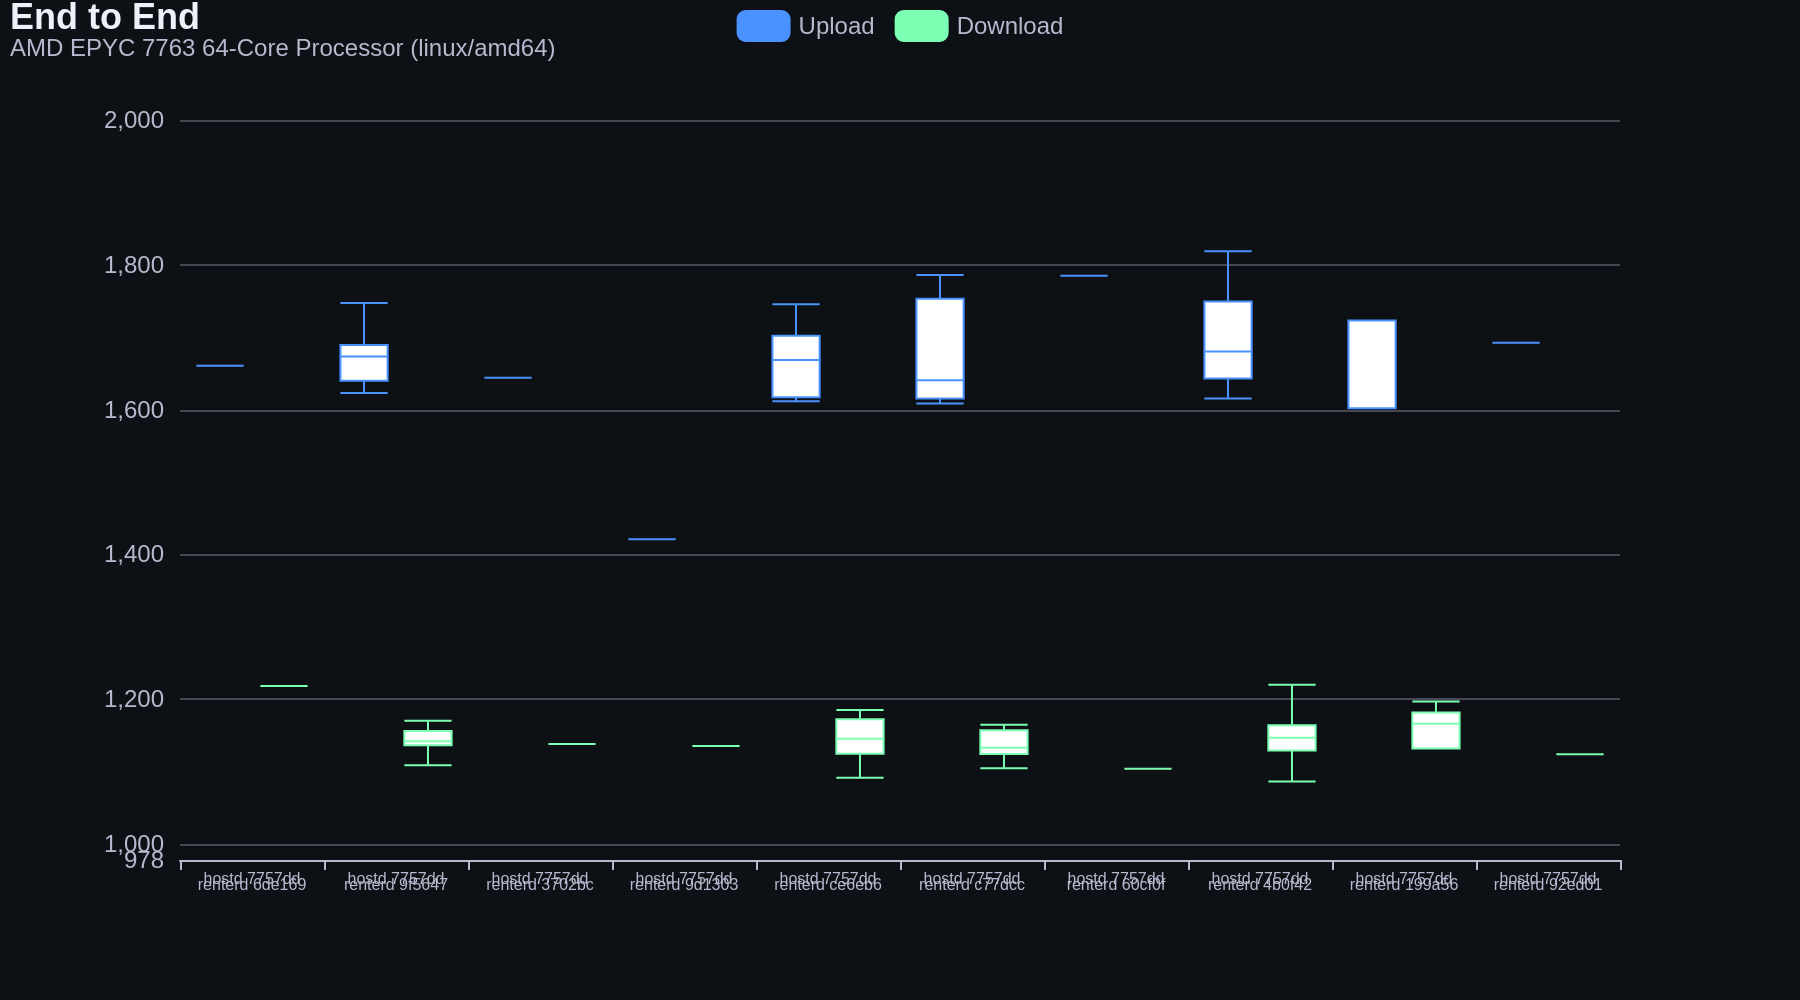 End to End
AMD EPYC 7763 64-Core Processor (linux/amd64)
Upload
Download
2,000
1,800
1,600
1,400
1,200
1,000
978
hostd 7757dd
renterd 6de169
hostd 7757dd
renterd 9f5647
hostd 7757dd
renterd 3702bc
hostd 7757dd
renterd 9d1303
hostd 7757dd
renterd ce6eb6
hostd 7757dd
renterd c77dcc
hostd 7757dd
renterd 60cf0f
hostd 7757dd
renterd 4b0f42
hostd 7757dd
renterd 199a56
hostd 7757dd
renterd 92ed01